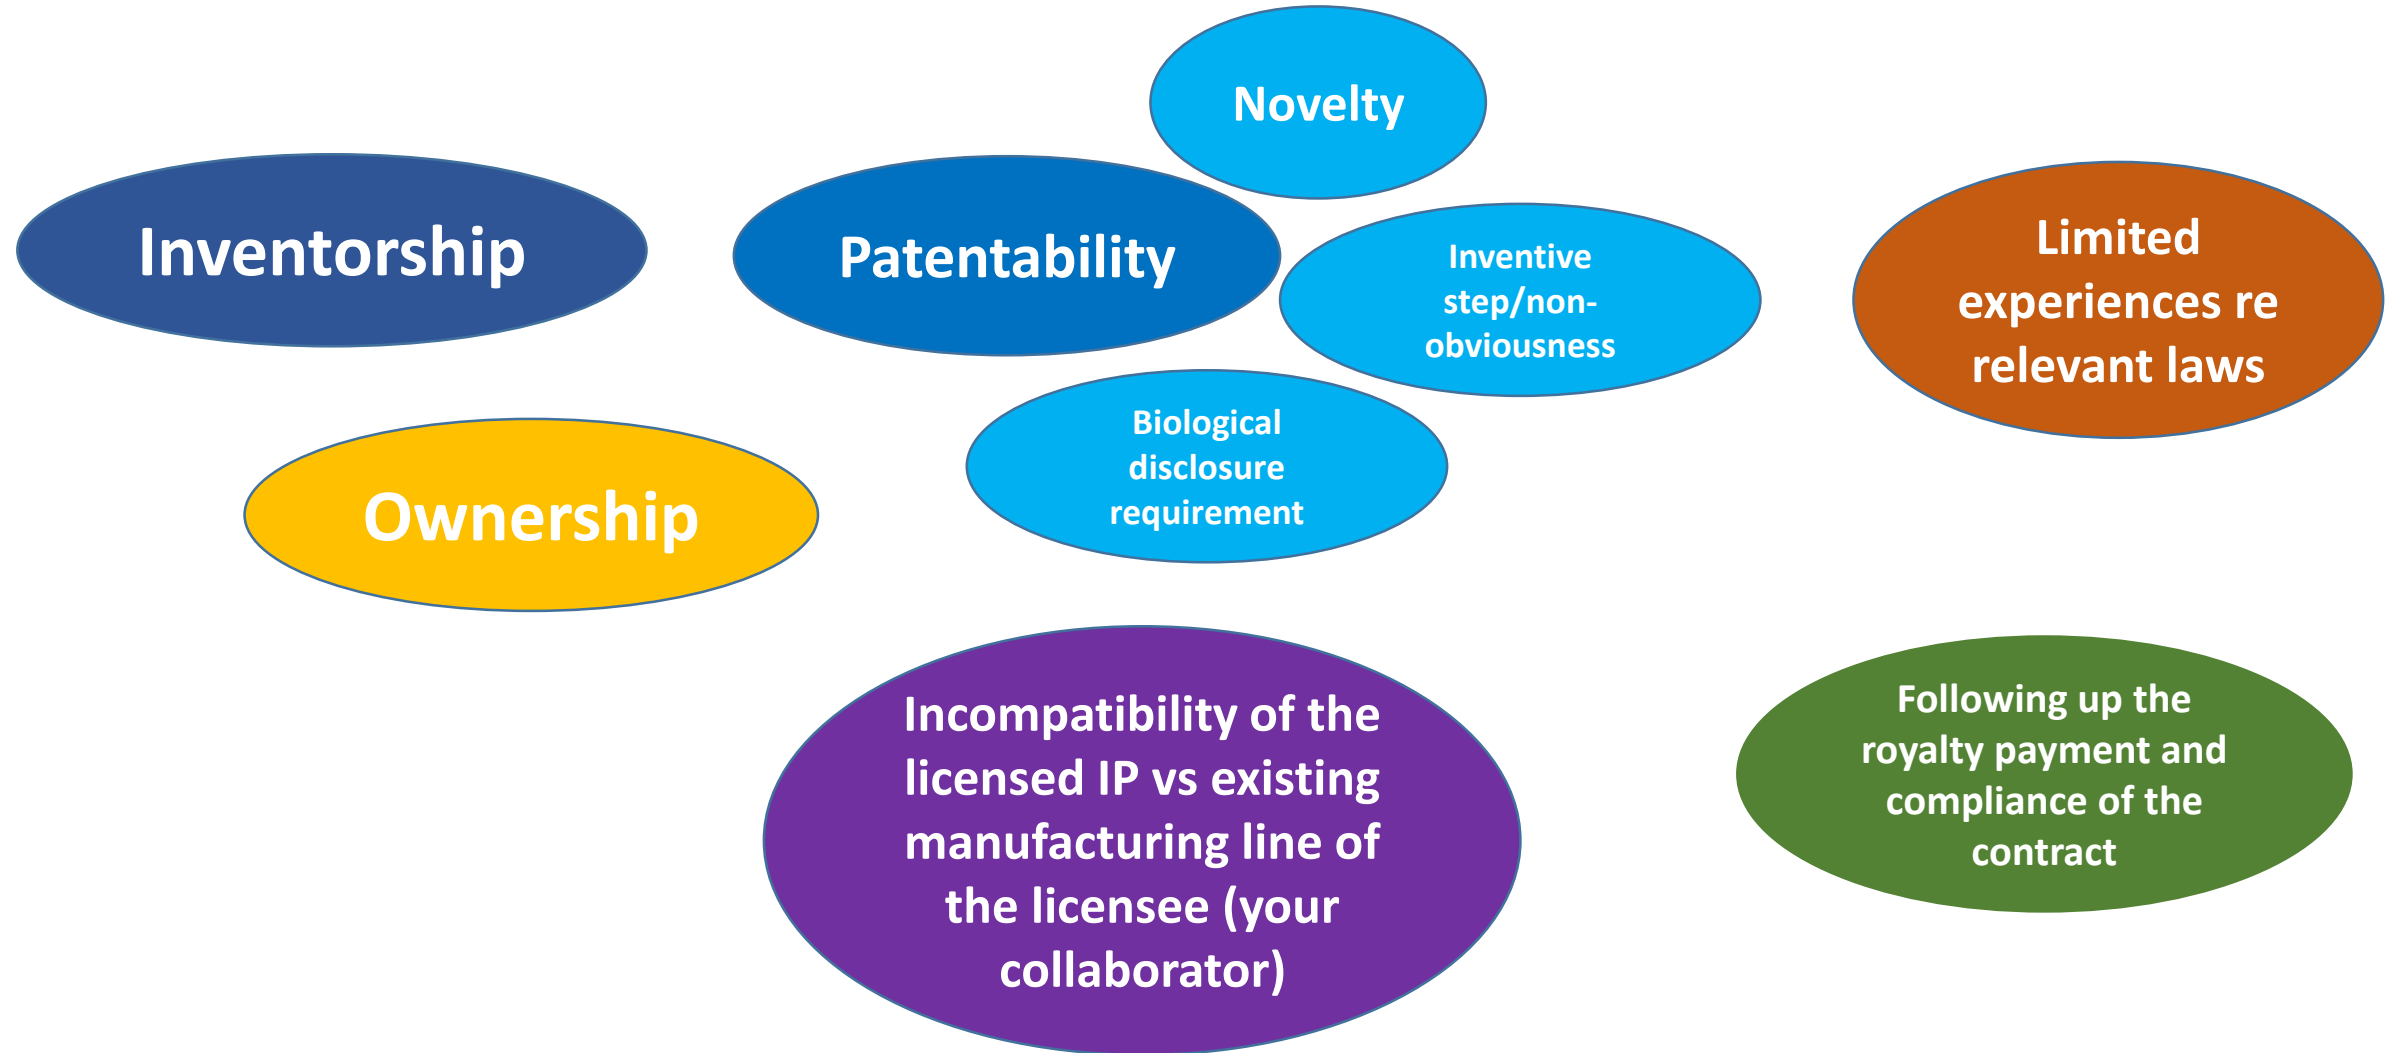 Novelty
Inventorship
Patentability
Inventive
step/non-
obviousness
Limited
experiences re
relevant laws
Ownership
Biological
disclosure
requirement
Incompatibility of the
licensed IP vs existing
manufacturing line of
the licensee (your
collaborator)
Following up the
royalty payment and
compliance of the
contract